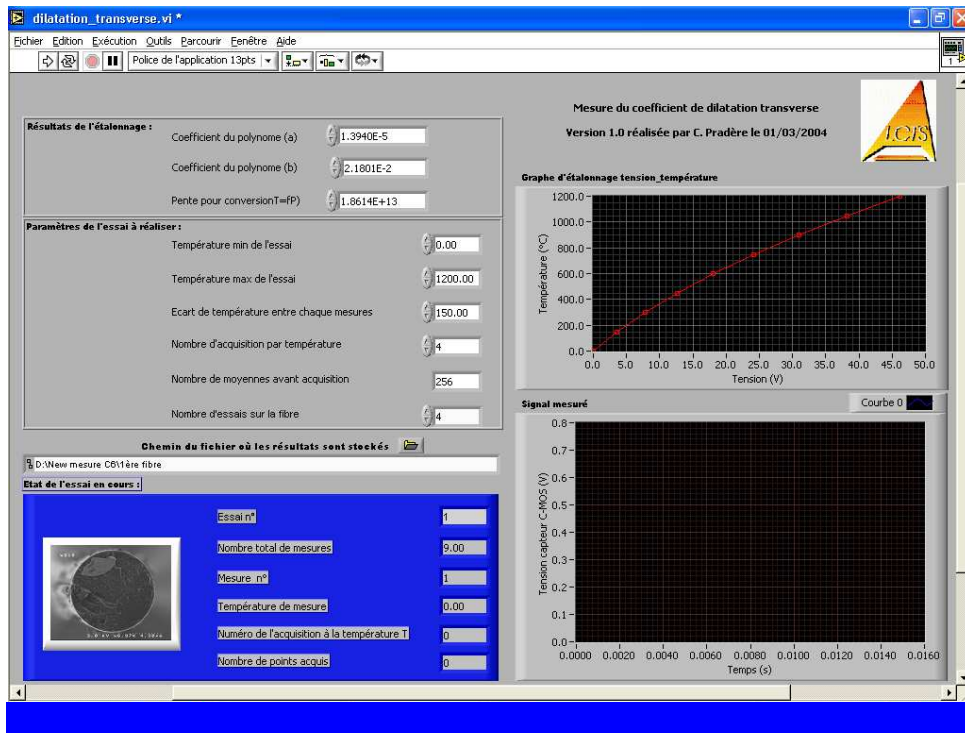 dilatation_transverse.vi *
Fichier Edition Exécution Outils Parcourir Fenêtre Aide
Police de l'application 13pts
1
Mesure du coefficient de dilatation transverse
Version 1.0 réalisée par C. Pradère le 01/03/2004
LCTS
Résultats de l'étalonnage :
Coefficient du polynome (a) 1.3940E-5
Coefficient du polynome (b) 2.1801E-2
Pente pour conversionT=fP) 1.8614E+13
Paramètres de l'essai à réaliser :
Température min de l'essai 0.00
Température max de l'essai 1200.00
Ecart de température entre chaque mesures 150.00
Nombre d'acquisition par température 4
Nombre de moyennes avant acquisition 256
Nombre d'essais sur la fibre 4
Chemin du fichier où les résultats sont stockés
D:\New mesure C6\1ère fibre
Etat de l'essai en cours :
Essai n° 1
Nombre total de mesures 9.00
Mesure n° 1
Température de mesure 0.00
Numéro de l'acquisition à la température T 0
Nombre de points acquis 0
Graphe d'étalonnage tension_température
Température (°C)
1200.0
1000.0
800.0
600.0
400.0
200.0
0.0
0.0 5.0 10.0 15.0 20.0 25.0 30.0 35.0 40.0 45.0 50.0
Tension (V)
Signal mesuré
Courbe 0
Tension capteur C-MOS (V)
0.8
0.7
0.6
0.5
0.4
0.3
0.2
0.1
0.0
0.0000 0.0020 0.0040 0.0060 0.0080 0.0100 0.0120 0.0140 0.0160
Temps (s)